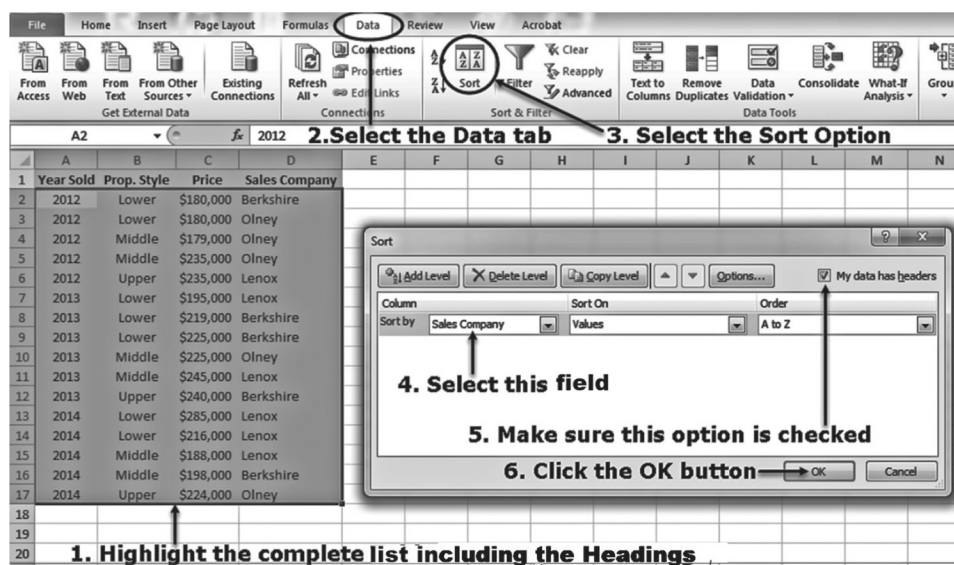 File Home Insert Page Layout Formulas Data Review View Acrobat
From Access From Web From Text From Other Sources Existing Connections Refresh All Connections Properties Edit Links Sort Filter Clear Reapply Advanced Text to Columns Remove Duplicates Data Validation Consolidate What-If Analysis Grou
Get External Data Connections Sort & Filter Data Tools
A2 fx 2012 2.Select the Data tab 3. Select the Sort Option
A B C D E F G H I J K L M N
1 Year Sold Prop. Style Price Sales Company
2 2012 Lower $180,000 Berkshire
3 2012 Lower $180,000 Olney
4 2012 Middle $179,000 Olney
5 2012 Middle $235,000 Olney
6 2012 Upper $235,000 Lenox
7 2013 Lower $195,000 Lenox
8 2013 Lower $219,000 Berkshire
9 2013 Lower $225,000 Berkshire
10 2013 Middle $225,000 Olney
11 2013 Middle $245,000 Lenox
12 2013 Upper $240,000 Berkshire
13 2014 Lower $285,000 Lenox
14 2014 Lower $216,000 Lenox
15 2014 Middle $188,000 Lenox
16 2014 Middle $198,000 Berkshire
17 2014 Upper $224,000 Olney
18
19
20
Sort
Add Level Delete Level Copy Level Options... My data has headers
Column Sort On Order
Sort by Sales Company Values A to Z
4. Select this field
5. Make sure this option is checked
6. Click the OK button OK Cancel
1. Highlight the complete list including the Headings